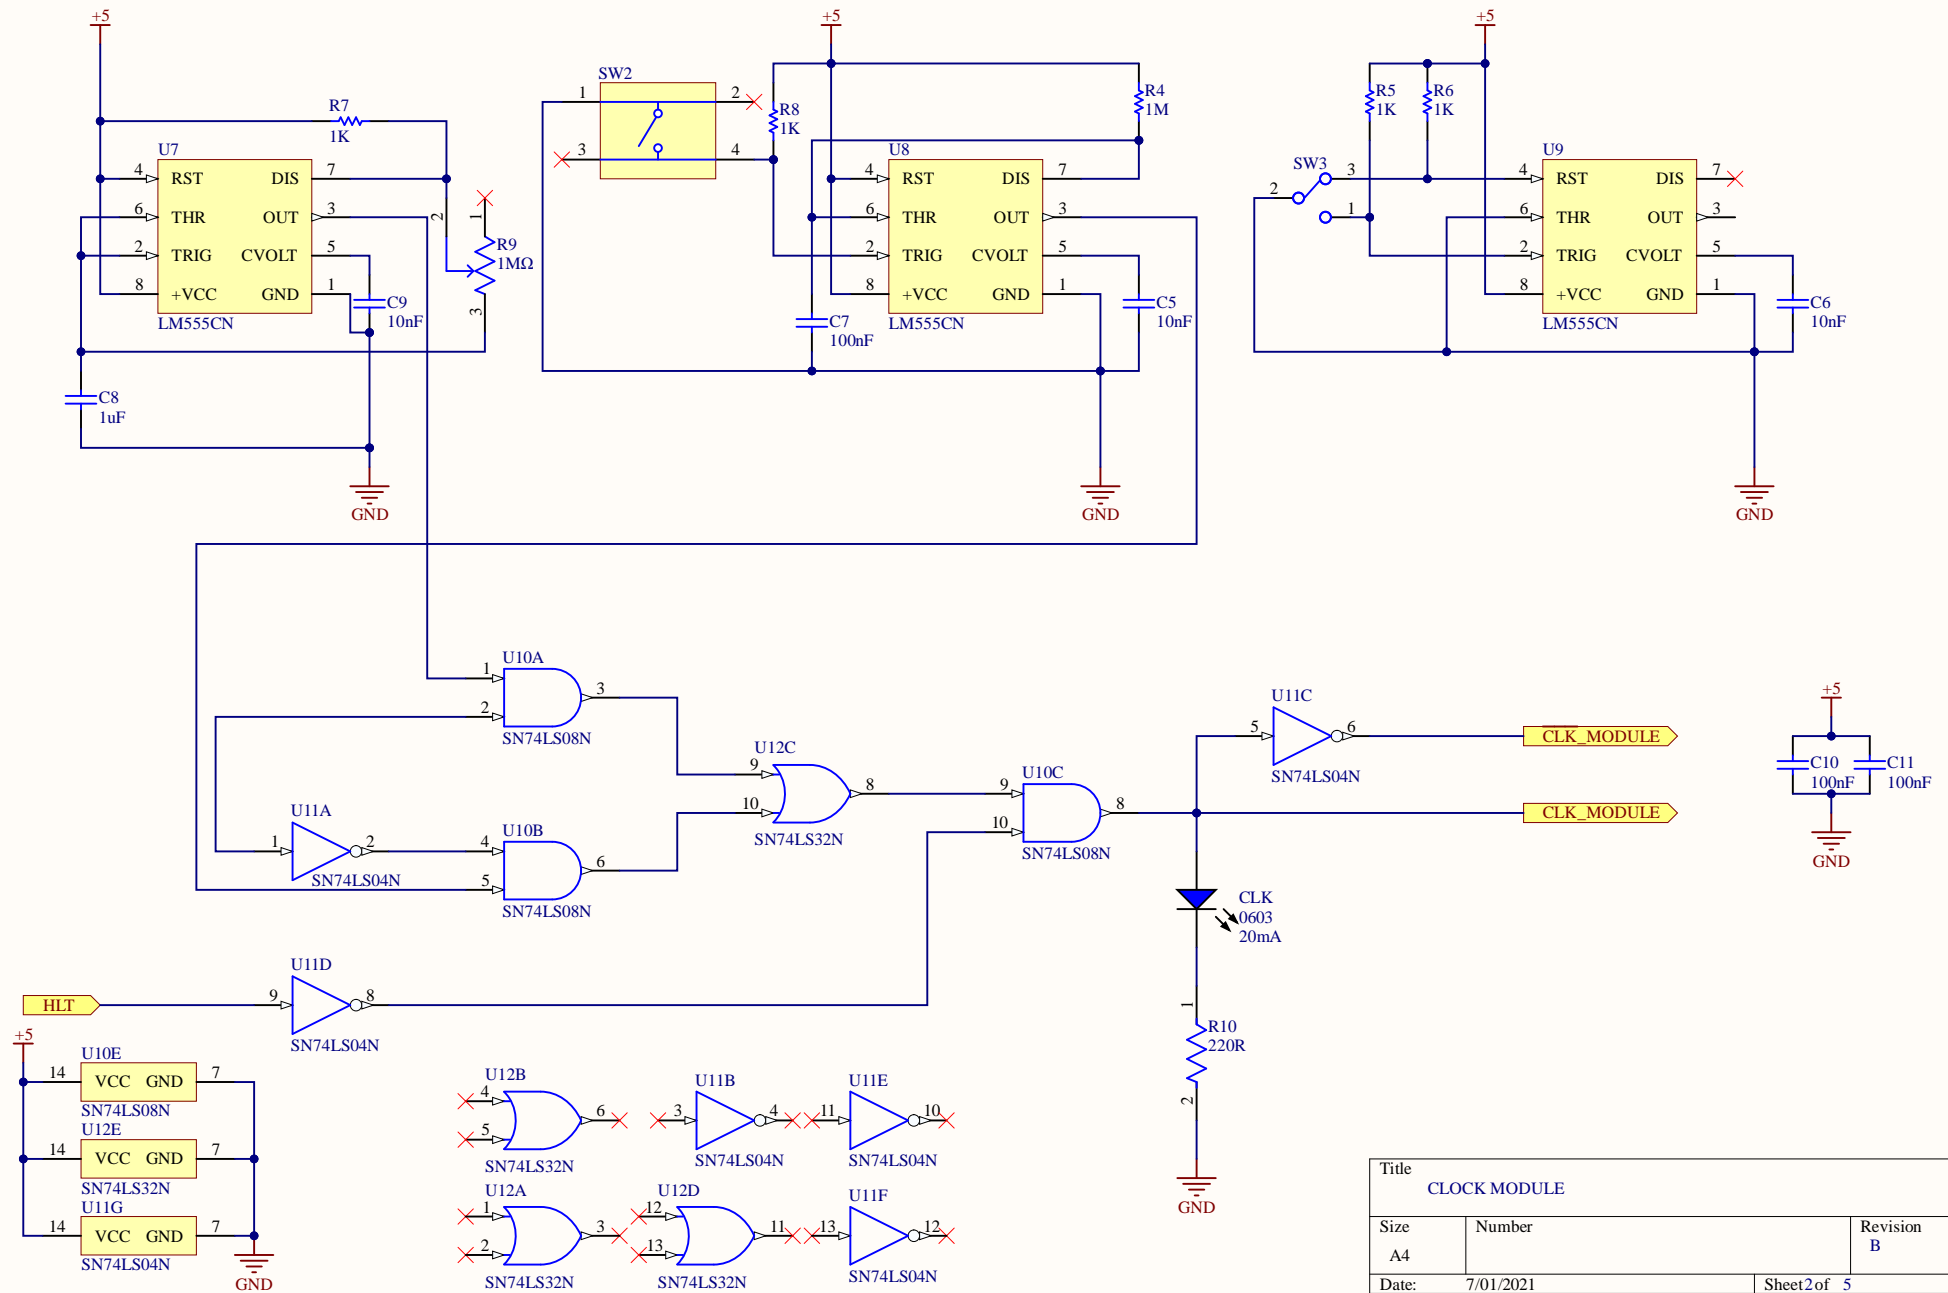 +5
+5
+5
R7
1K
U7
4 RST DIS 7
6 THR OUT 3
2 TRIG CVOLT 5
8 +VCC GND 1
LM555CN
C9
10nF
1
2
3
R9
1MΩ
C8
1uF
GND
SW2
1 2
3 4
R8
1K
R4
1M
U8
4 RST DIS 7
6 THR OUT 3
2 TRIG CVOLT 5
8 +VCC GND 1
LM555CN
C7
100nF
C5
10nF
GND
R5
1K
R6
1K
SW3
2
3
1
U9
4 RST DIS 7
6 THR OUT 3
2 TRIG CVOLT 5
8 +VCC GND 1
LM555CN
C6
10nF
GND
U10A
1
2
3
SN74LS08N
U11A
1 2
SN74LS04N
U10B
4
5
6
SN74LS08N
U12C
9
10
8
SN74LS32N
U10C
9
10
8
SN74LS08N
U11C
5 6
SN74LS04N
CLK_MODULE
CLK_MODULE
+5
C10
100nF
C11
100nF
GND
CLK
0603
20mA
1
R10
220R
2
GND
HLT
U11D
9 8
SN74LS04N
+5
U10E
14 VCC GND 7
SN74LS08N
U12E
14 VCC GND 7
SN74LS32N
U11G
14 VCC GND 7
SN74LS04N
GND
U12B
4
5
6
SN74LS32N
U11B
3 4
SN74LS04N
U11E
11 10
SN74LS04N
U12A
1
2
3
SN74LS32N
U12D
12
13
11
SN74LS32N
U11F
13 12
SN74LS04N
Title
CLOCK MODULE
Size
A4
Number
Revision
B
Date: 7/01/2021
Sheet 2 of 5